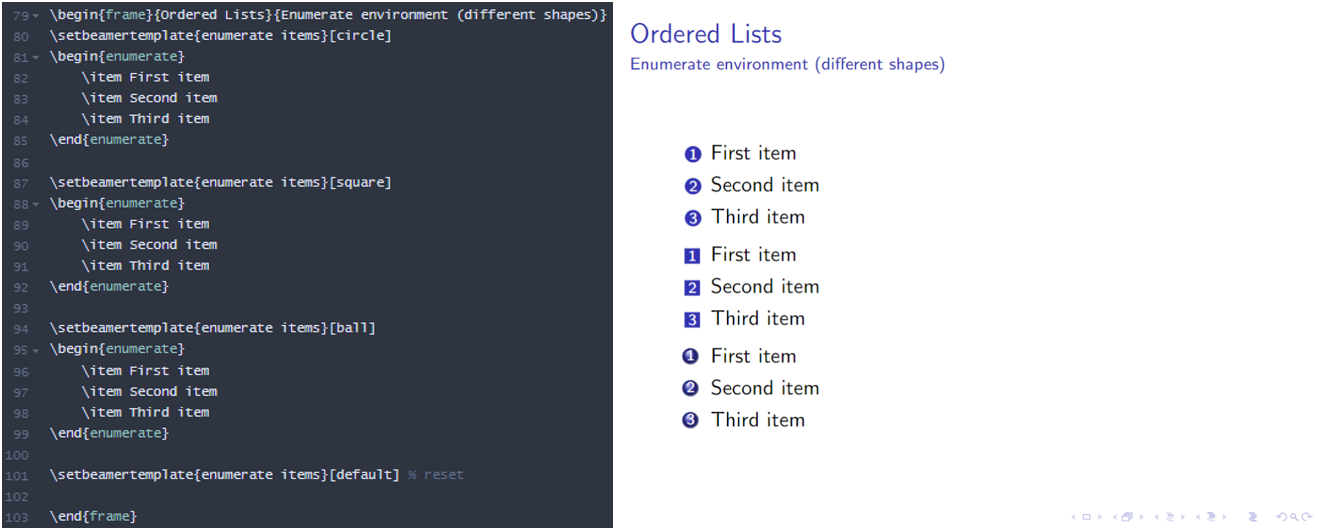 79 \begin{frame}{Ordered Lists}{Enumerate environment (different shapes)}
80 \setbeamertemplate{enumerate items}[circle]
81 \begin{enumerate}
82     \item First item
83     \item Second item
84     \item Third item
85 \end{enumerate}
86
87 \setbeamertemplate{enumerate items}[square]
88 \begin{enumerate}
89     \item First item
90     \item Second item
91     \item Third item
92 \end{enumerate}
93
94 \setbeamertemplate{enumerate items}[ball]
95 \begin{enumerate}
96     \item First item
97     \item Second item
98     \item Third item
99 \end{enumerate}
100
101 \setbeamertemplate{enumerate items}[default] % reset
102
103 \end{frame}
Ordered Lists
Enumerate environment (different shapes)
1 First item
2 Second item
3 Third item
1 First item
2 Second item
3 Third item
1 First item
2 Second item
3 Third item